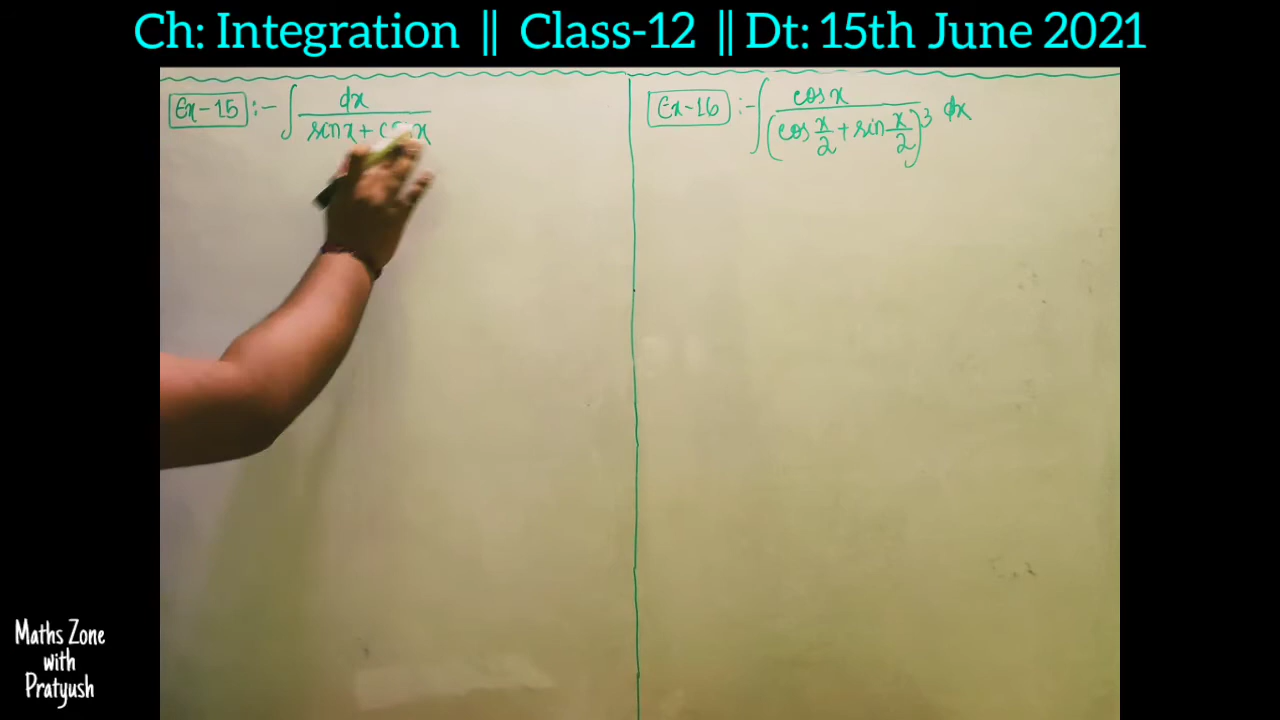 Ch: Integration || Class-12 || Dt: 15th June 2021
Ex-15 :- ∫ dx / (sin x + cos x)
Ex-16 :- ∫ cos x / (cos x/2 + sin x/2)³ dx
Maths Zone
with
Pratyush